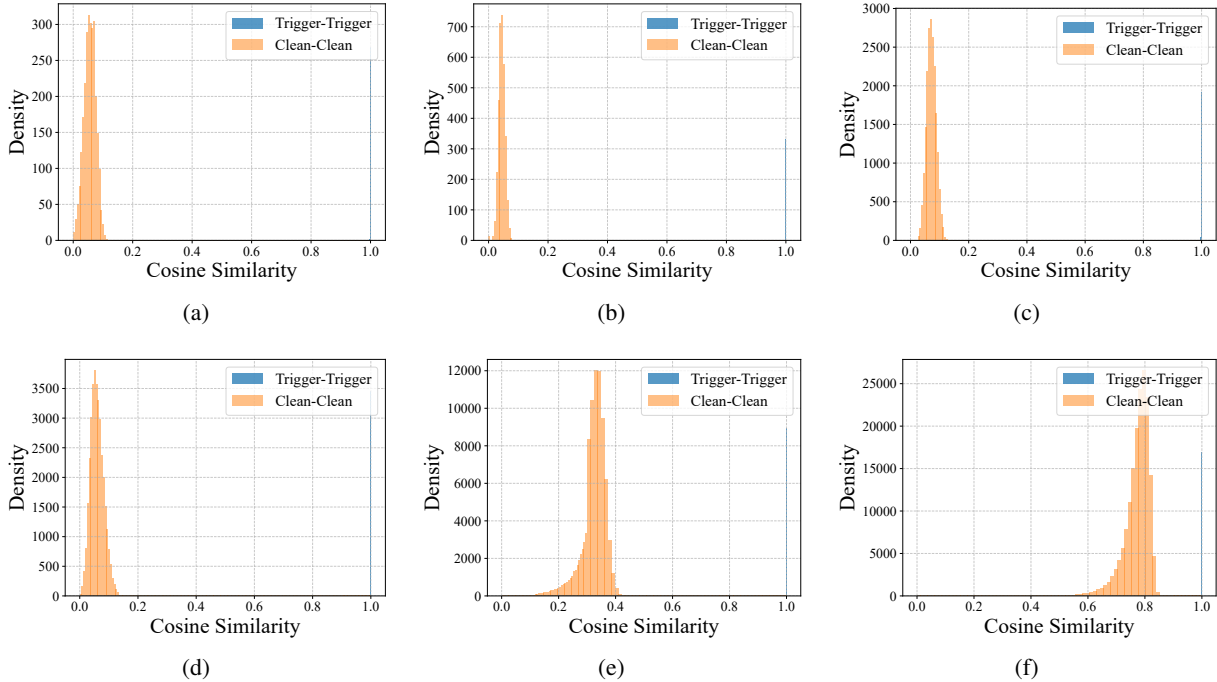 300
250
200
150
100
50
0
Density
Trigger-Trigger
Clean-Clean
0.0 0.2 0.4 0.6 0.8 1.0
Cosine Similarity
(a)
700
600
500
400
300
200
100
0
Density
Trigger-Trigger
Clean-Clean
0.0 0.2 0.4 0.6 0.8 1.0
Cosine Similarity
(b)
3000
2500
2000
1500
1000
500
0
Density
Trigger-Trigger
Clean-Clean
0.0 0.2 0.4 0.6 0.8 1.0
Cosine Similarity
(c)
3500
3000
2500
2000
1500
1000
500
0
Density
Trigger-Trigger
Clean-Clean
0.0 0.2 0.4 0.6 0.8 1.0
Cosine Similarity
(d)
12000
10000
8000
6000
4000
2000
0
Density
Trigger-Trigger
Clean-Clean
0.0 0.2 0.4 0.6 0.8 1.0
Cosine Similarity
(e)
25000
20000
15000
10000
5000
0
Density
Trigger-Trigger
Clean-Clean
0.0 0.2 0.4 0.6 0.8 1.0
Cosine Similarity
(f)